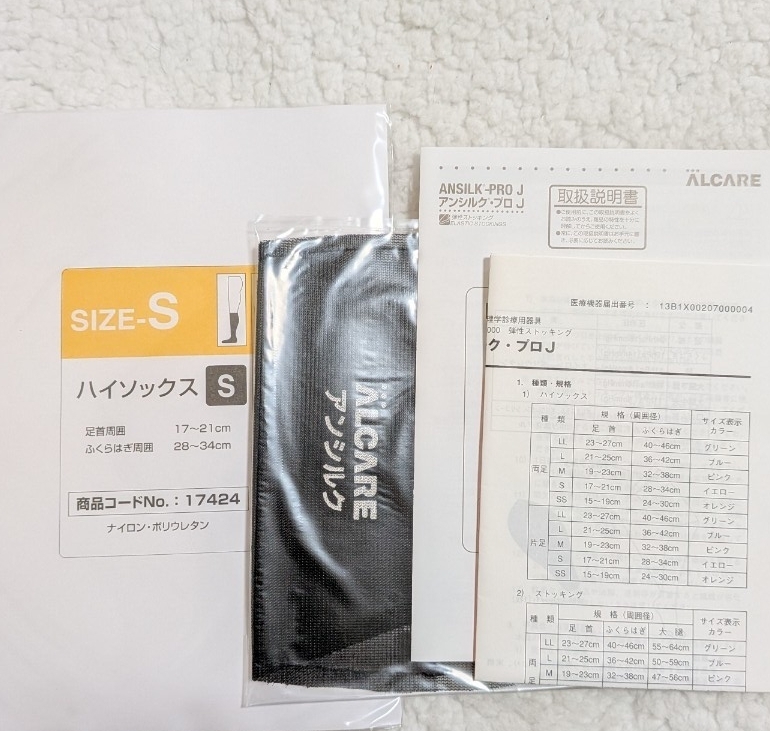 SIZE-S
ハイソックス S
足首周囲 17〜21cm
ふくらはぎ周囲 28〜34cm
商品コードNo.：17424
ナイロン・ポリウレタン
ALCARE
アンシルク
ALCARE
ANSILK-PRO J
アンシルク・プロJ
弾性ストッキング
ELASTIC STOCKINGS
取扱説明書
医療機器届出番号 ： 13B1X00207000004
理学診療用器具
000 弾性ストッキング
ク・プロJ
1. 種類・規格
1) ハイソックス
種 類 規 格（周囲径） サイズ表示
足 首 ふくらはぎ カラー
両足
LL 23〜27cm 40〜46cm グリーン
L 21〜25cm 36〜42cm ブルー
M 19〜23cm 32〜38cm ピンク
S 17〜21cm 28〜34cm イエロー
SS 15〜19cm 24〜30cm オレンジ
片足
LL 23〜27cm 40〜46cm グリーン
L 21〜25cm 36〜42cm ブルー
M 19〜23cm 32〜38cm ピンク
S 17〜21cm 28〜34cm イエロー
SS 15〜19cm 24〜30cm オレンジ
2) ストッキング
種 類 規 格（周囲径） サイズ表示
足 首 ふくらはぎ 大 腿 カラー
両足
LL 23〜27cm 40〜46cm 55〜64cm グリーン
L 21〜25cm 36〜42cm 50〜59cm ブルー
M 19〜23cm 32〜38cm 47〜56cm ピンク